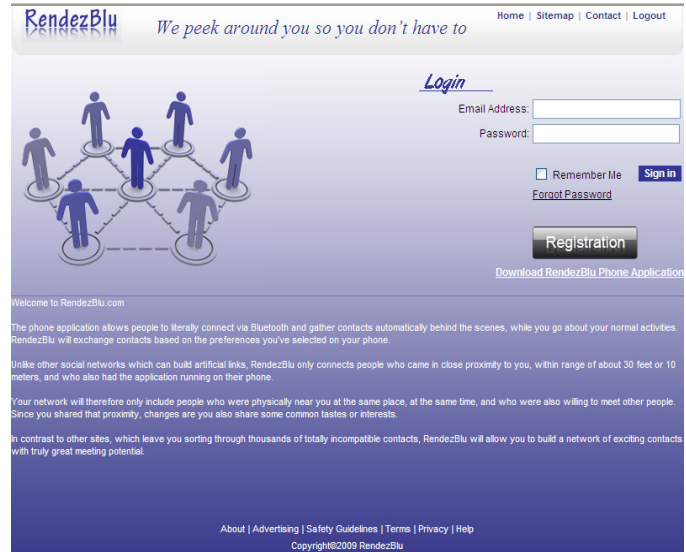 RendezBlu
We peek around you so you don't have to
Home | Sitemap | Contact | Logout
Login
Email Address:
Password:
Remember Me
Sign in
Forgot Password
Registration
Download RendezBlu Phone Application
Welcome to RendezBlu.com
The phone application allows people to literally connect via Bluetooth and gather contacts automatically behind the scenes, while you go about your normal activities.
RendezBlu will exchange contacts based on the preferences you've selected on your phone.
Unlike other social networks which can build artificial links, RendezBlu only connects people who came in close proximity to you, within range of about 30 feet or 10
meters, and who also had the application running on their phone.
Your network will therefore only include people who were physically near you at the same place, at the same time, and who were also willing to meet other people.
Since you shared that proximity, changes are you also share some common tastes or interests.
In contrast to other sites, which leave you sorting through thousands of totally incompatible contacts, RendezBlu will allow you to build a network of exciting contacts
with truly great meeting potential.
About | Advertising | Safety Guidelines | Terms | Privacy | Help
Copyright©2009 RendezBlu